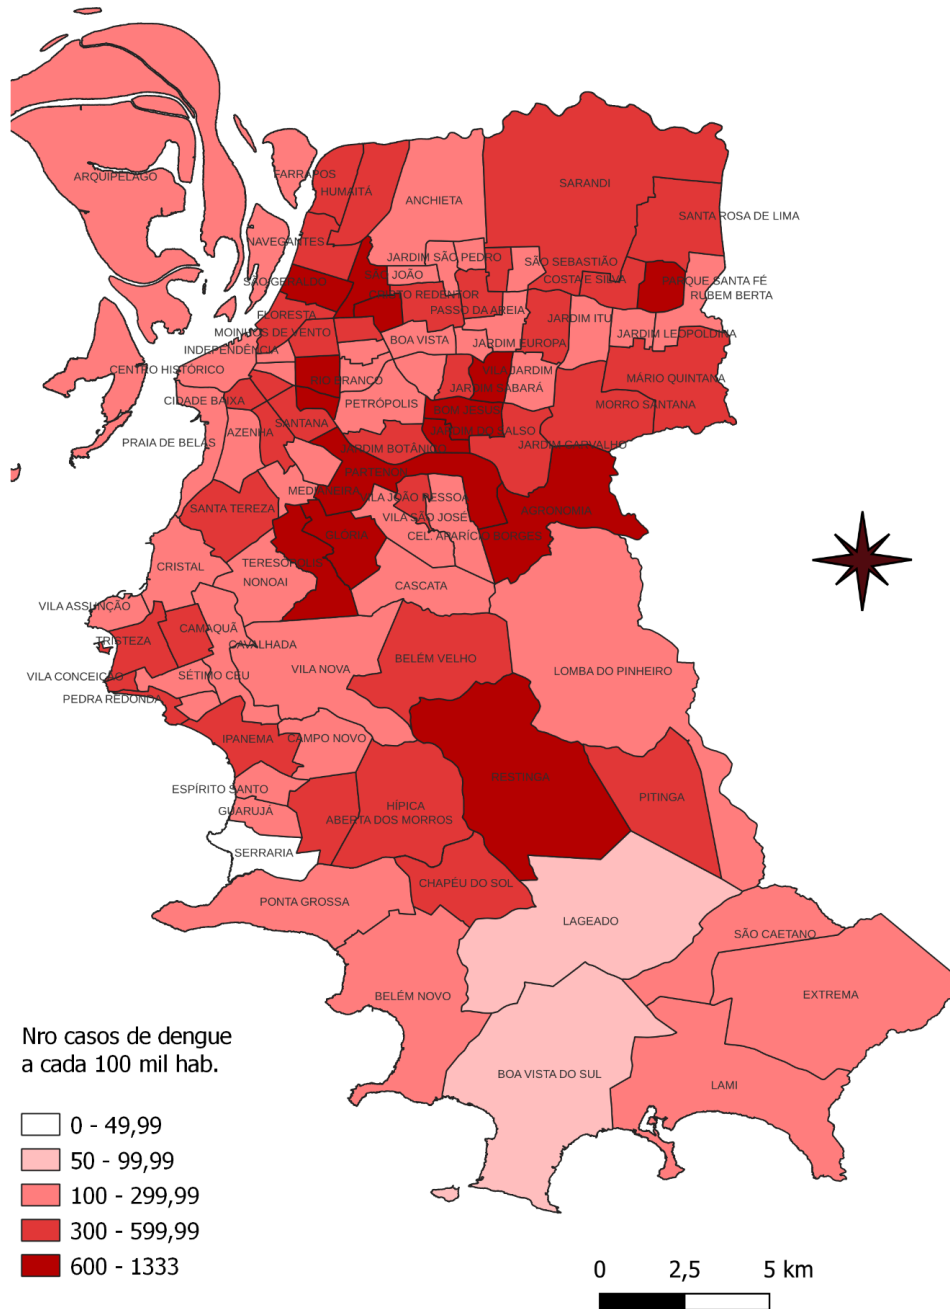 FARRAPOS
ARQUIPÉLAGO
HUMAITÁ
SARANDI
ANCHIETA
SANTA ROSA DE LIMA
NAVEGANTES
JARDIM SÃO PEDRO
SÃO SEBASTIÃO
SÃO JOÃO
SÃO GERALDO
COSTA E SILVA
PARQUE SANTA FÉ
CRISTO REDENTOR
RUBEM BERTA
PASSO DA AREIA
FLORESTA
JARDIM ITU
MOINHOS DE VENTO
JARDIM LEOPOLDINA
BOA VISTA
JARDIM EUROPA
INDEPENDÊNCIA
CENTRO HISTÓRICO
VILA JARDIM
RIO BRANCO
MÁRIO QUINTANA
JARDIM SABARÁ
CIDADE BAIXA
PETRÓPOLIS
MORRO SANTANA
BOM JESUS
SANTANA
AZENHA
JARDIM DO SALSO
PRAIA DE BELAS
JARDIM BOTÂNICO
JARDIM CARVALHO
PARTENON
MEDIANEIRA
VILA JOÃO PESSOA
SANTA TEREZA
AGRONOMIA
VILA SÃO JOSÉ
GLÓRIA
CEL. APARÍCIO BORGES
TERESÓPOLIS
CRISTAL
NONOAI
CASCATA
VILA ASSUNÇÃO
CAMAQUÃ
TRISTEZA
CAVALHADA
BELÉM VELHO
VILA NOVA
LOMBA DO PINHEIRO
VILA CONCEIÇÃO
SÉTIMO CÉU
PEDRA REDONDA
IPANEMA
CAMPO NOVO
RESTINGA
ESPÍRITO SANTO
PITINGA
HÍPICA
GUARUJÁ
ABERTA DOS MORROS
SERRARIA
CHAPÉU DO SOL
PONTA GROSSA
LAGEADO
SÃO CAETANO
BELÉM NOVO
EXTREMA
BOA VISTA DO SUL
LAMI
Nro casos de dengue
a cada 100 mil hab.
0 - 49,99
50 - 99,99
100 - 299,99
300 - 599,99
600 - 1333
0 2,5 5 km